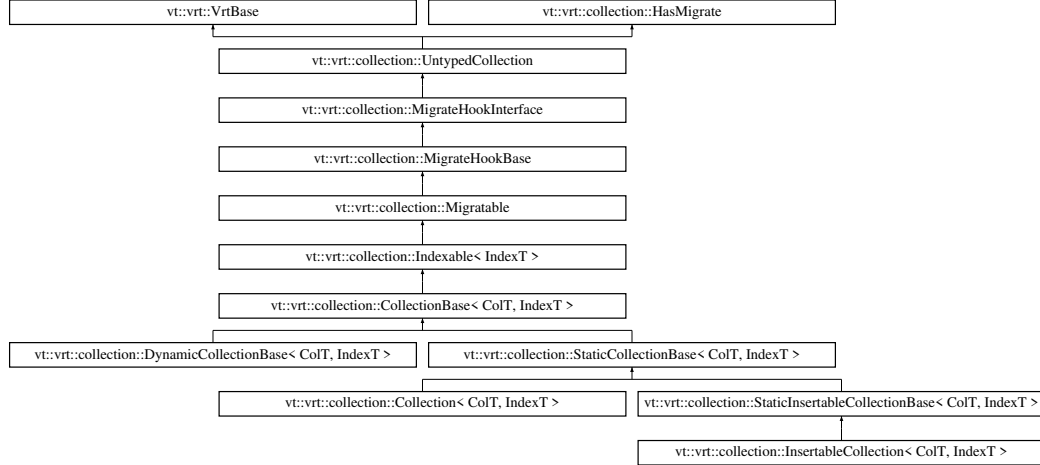 vt::vrt::VrtBase
vt::vrt::collection::HasMigrate
vt::vrt::collection::UntypedCollection
vt::vrt::collection::MigrateHookInterface
vt::vrt::collection::MigrateHookBase
vt::vrt::collection::Migratable
vt::vrt::collection::Indexable< IndexT >
vt::vrt::collection::CollectionBase< ColT, IndexT >
vt::vrt::collection::DynamicCollectionBase< ColT, IndexT >
vt::vrt::collection::StaticCollectionBase< ColT, IndexT >
vt::vrt::collection::Collection< ColT, IndexT >
vt::vrt::collection::StaticInsertableCollectionBase< ColT, IndexT >
vt::vrt::collection::InsertableCollection< ColT, IndexT >